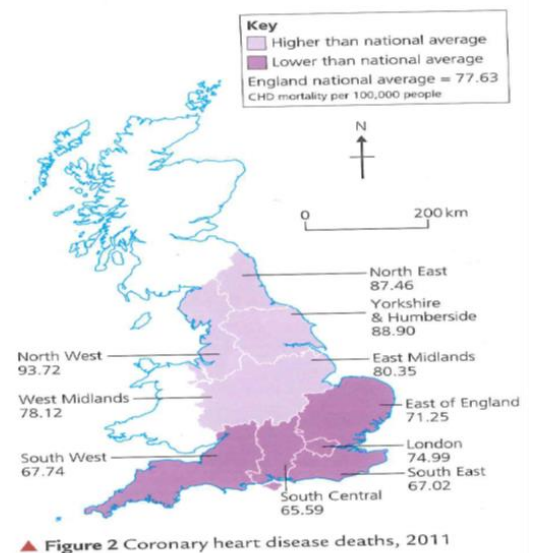 Key
Higher than national average
Lower than national average
England national average = 77.63
CHD mortality per 100,000 people
N
0 200 km
North East
87.46
Yorkshire
& Humberside
88.90
North West
93.72
East Midlands
80.35
West Midlands
78.12
East of England
71.25
London
74.99
South West
67.74
South East
67.02
South Central
65.59
Figure 2 Coronary heart disease deaths, 2011